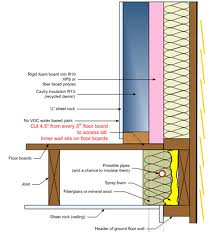 Rigid foam board min R10
XPS or
fiber faced polyiso
Cavity insulation R13
(recycled denim)
½" sheet rock
No VOC water based paint
Cut 4.5" from every 3rd floor board
to access sill
Inner wall sits on floor boards
Floor boards
Possible pipes
(and a chance to insulate them)
Joint
Spray foam
Fiberglass or mineral wool
Sheet rock (ceiling)
Header of ground floor wall